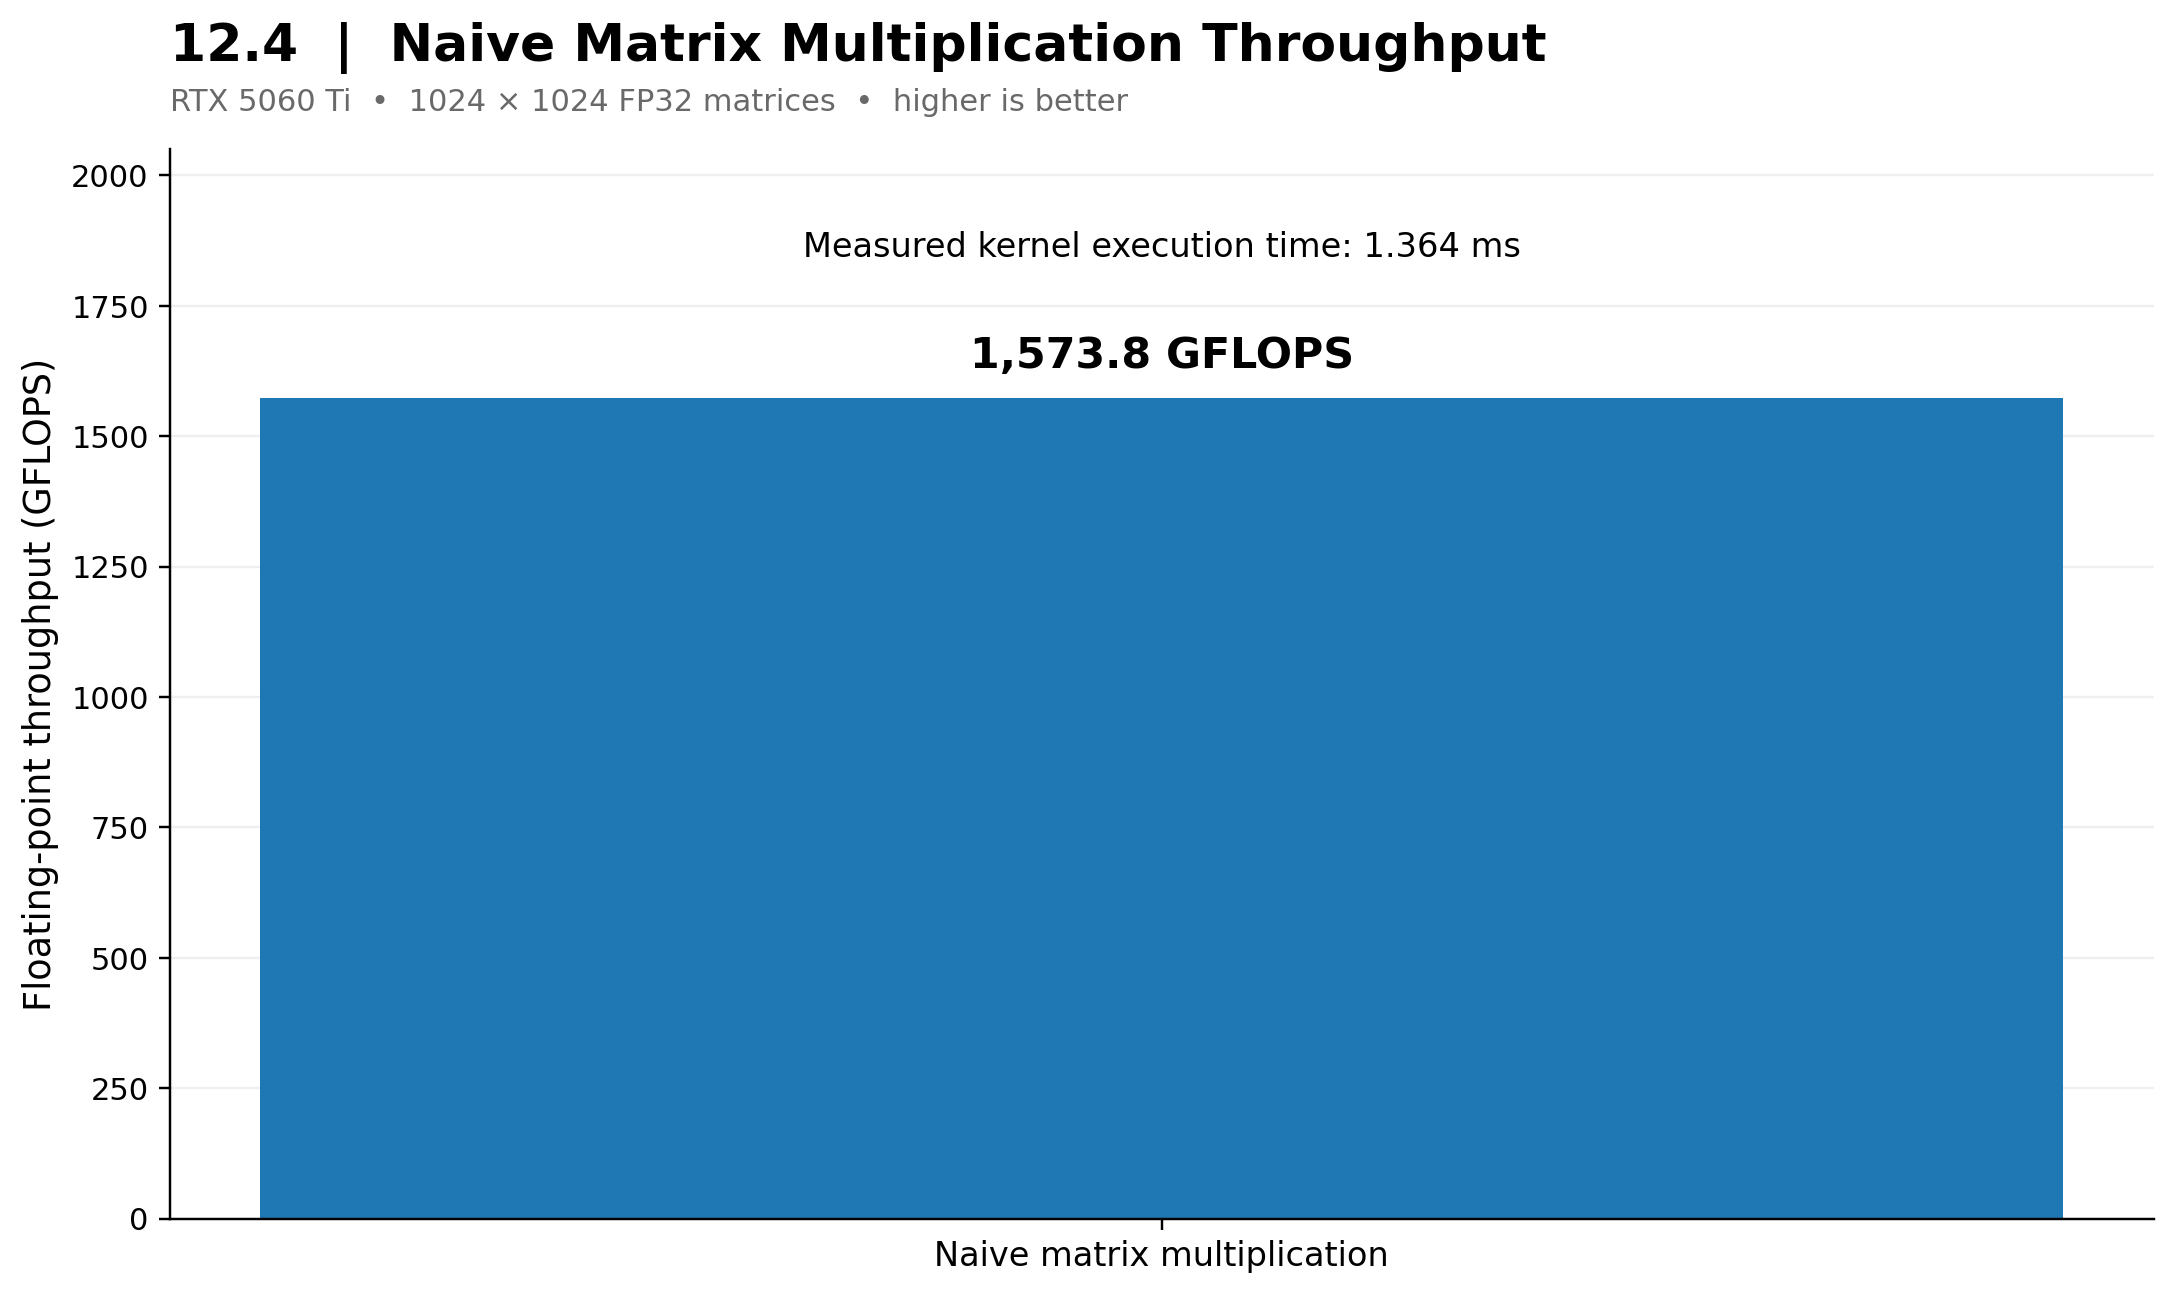 12.4 | Naive Matrix Multiplication Throughput
RTX 5060 Ti • 1024 × 1024 FP32 matrices • higher is better
Floating-point throughput (GFLOPS)
2000
1750
1500
1250
1000
750
500
250
0
Measured kernel execution time: 1.364 ms
1,573.8 GFLOPS
Naive matrix multiplication